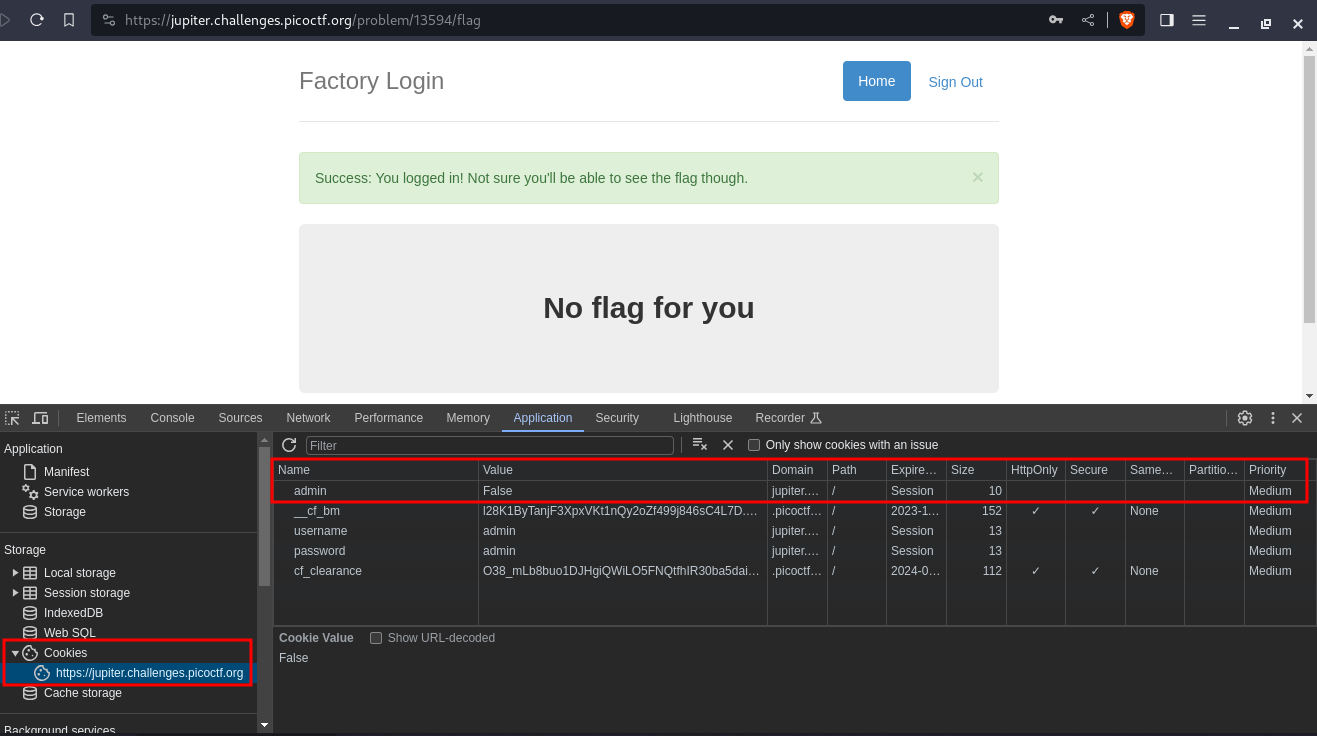 https://jupiter.challenges.picoctf.org/problem/13594/flag
Factory Login
Home
Sign Out
Success: You logged in! Not sure you'll be able to see the flag though.
×
No flag for you
Elements Console Sources Network Performance Memory Application Security Lighthouse Recorder
Application
Manifest
Service workers
Storage
Storage
Local storage
Session storage
IndexedDB
Web SQL
Cookies
https://jupiter.challenges.picoctf.org
Cache storage
Background services
Filter
Only show cookies with an issue
Name Value Domain Path Expire… Size HttpOnly Secure Same… Partitio… Priority
admin False jupiter.… / Session 10 Medium
__cf_bm / 2023-1… 152 ✓ ✓ None Medium
username admin jupiter.… / Session 13 Medium
password admin jupiter.… / Session 13 Medium
cf_clearance .picoctf… / 2024-0… 112 ✓ ✓ None Medium
Cookie Value Show URL-decoded
False